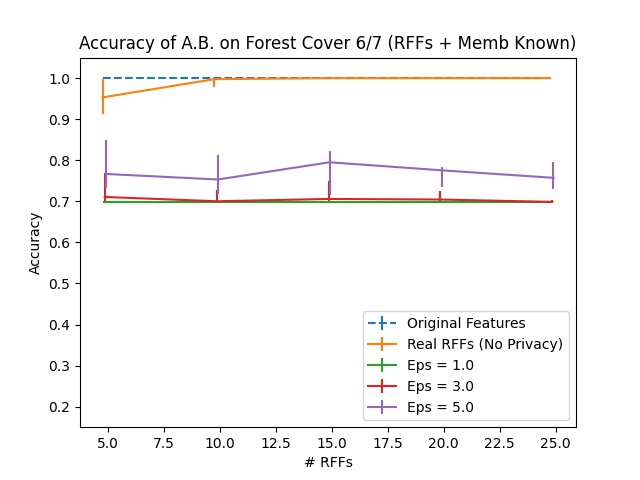 Accuracy of A.B. on Forest Cover 6/7 (RFFs + Memb Known)
1.0
0.9
0.8
0.7
0.6
0.5
0.4
0.3
0.2
Accuracy
Original Features
Real RFFs (No Privacy)
Eps = 1.0
Eps = 3.0
Eps = 5.0
5.0 7.5 10.0 12.5 15.0 17.5 20.0 22.5 25.0
# RFFs